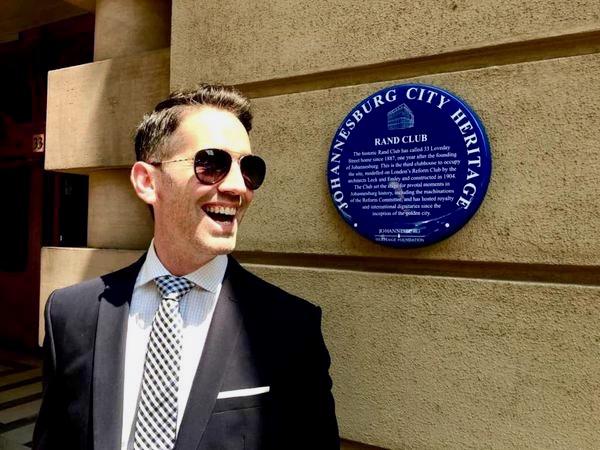 JOHANNESBURG CITY HERITAGE
RAND CLUB
The historic Rand Club has called 33 Loveday
Street home since 1887, one year after the founding
of Johannesburg. This is the third clubhouse to occupy
the site, modelled on London's Reform Club by the
architects Leck and Emley and constructed in 1904.
The Club set the stage for pivotal moments in
Johannesburg history, including the machinations
of the Reform Committee, and has hosted royalty
and international dignitaries since the
inception of the golden city.
JOHANNESBURG
HERITAGE FOUNDATION
33